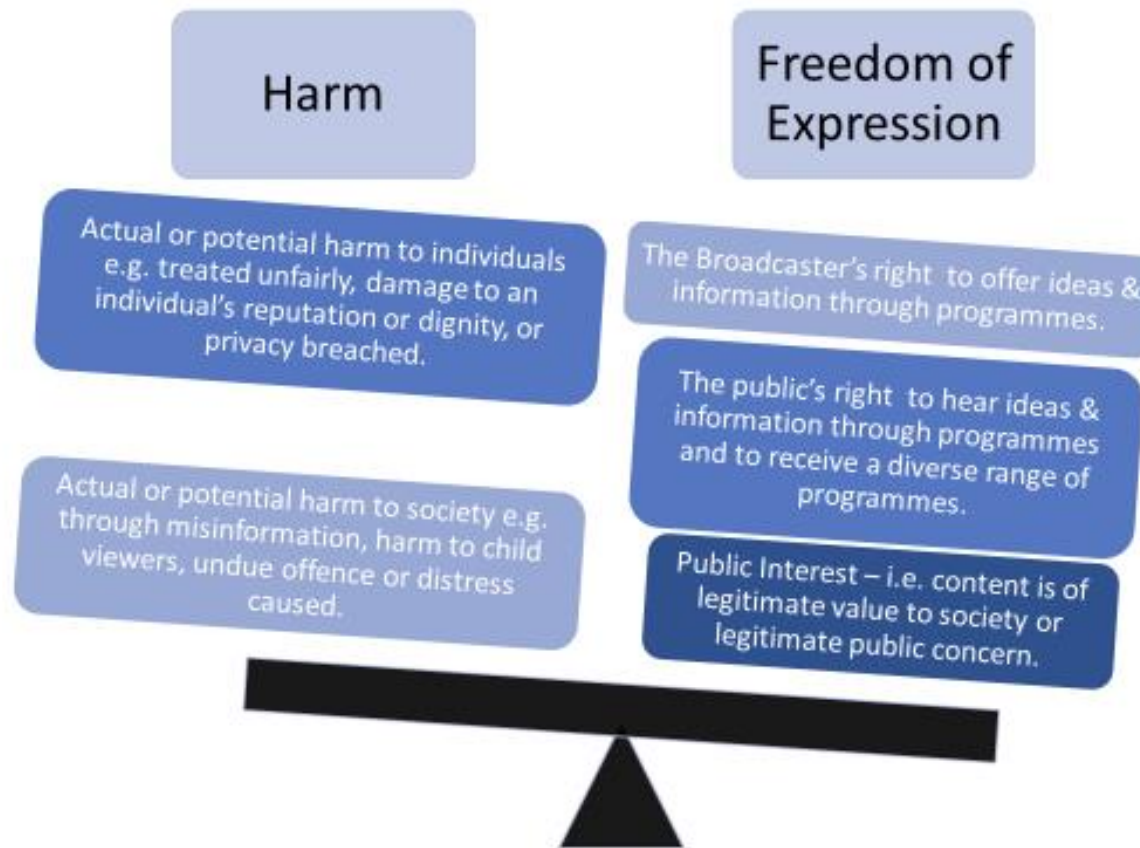 Harm
Freedom of
Expression
Actual or potential harm to individuals
e.g. treated unfairly, damage to an
individual's reputation or dignity, or
privacy breached.
Actual or potential harm to society e.g.
through misinformation, harm to child
viewers, undue offence or distress
caused.
The Broadcaster's right to offer ideas &
information through programmes.
The public's right to hear ideas &
information through programmes
and to receive a diverse range of
programmes.
Public Interest – i.e. content is of
legitimate value to society or
legitimate public concern.